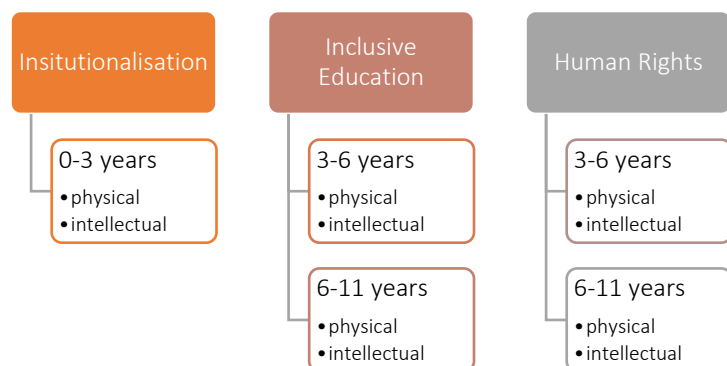 Insitutionalisation
0-3 years
• physical
• intellectual
Inclusive
Education
3-6 years
• physical
• intellectual
6-11 years
• physical
• intellectual
Human Rights
3-6 years
• physical
• intellectual
6-11 years
• physical
• intellectual